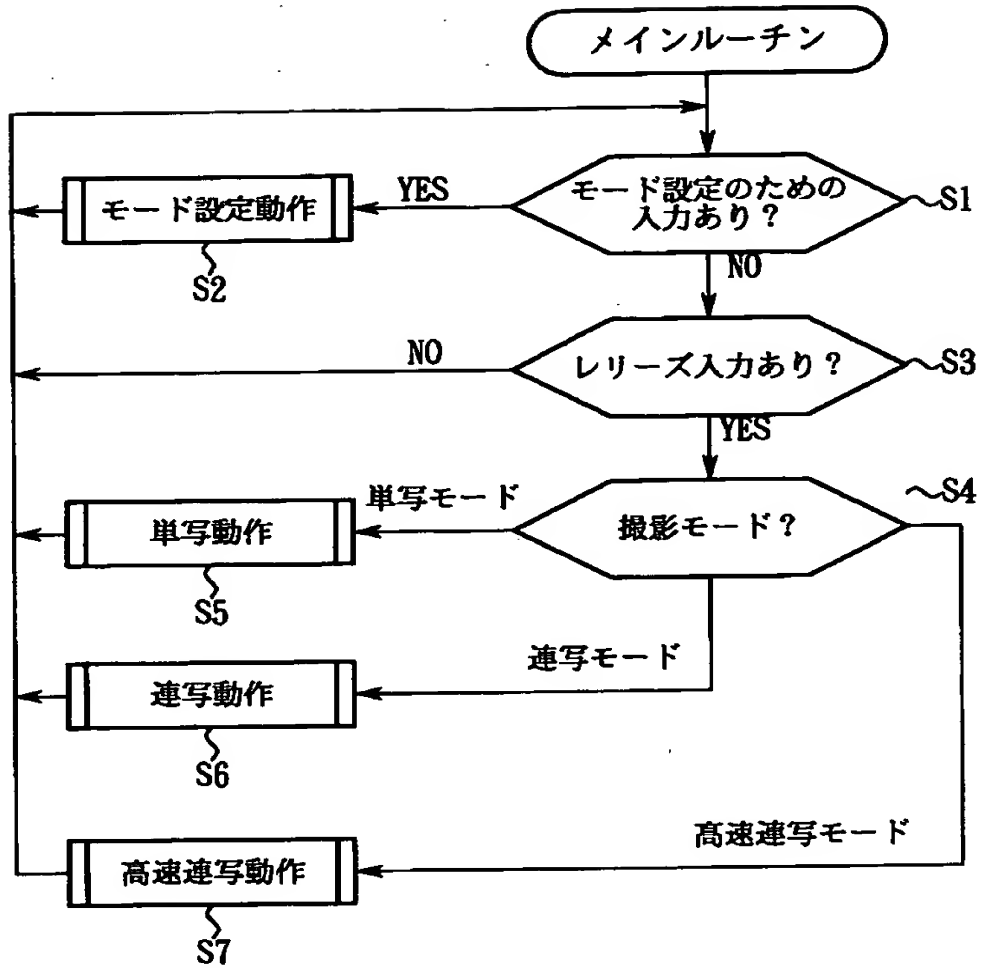 メインルーチン
モード設定のための
入力あり?
S1
YES
モード設定動作
S2
NO
レリーズ入力あり?
S3
NO
YES
撮影モード?
S4
単写モード
単写動作
S5
連写モード
連写動作
S6
高速連写モード
高速連写動作
S7